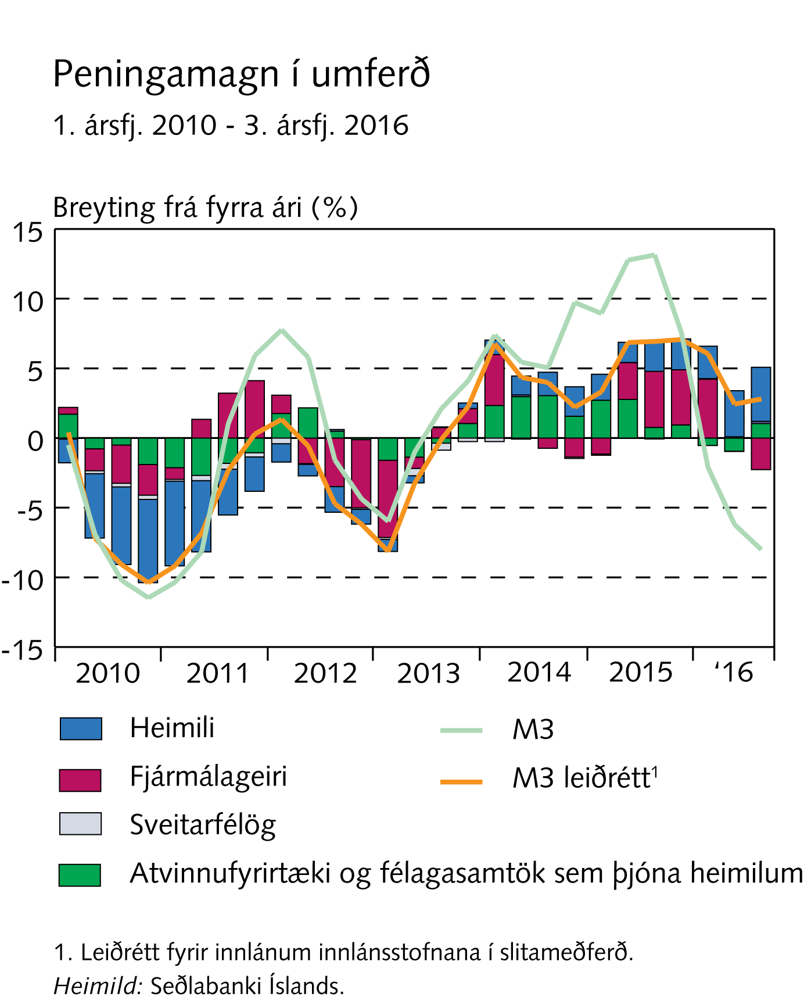 Peningamagn í umferð
1. ársfj. 2010 - 3. ársfj. 2016
Breyting frá fyrra ári (%)
15
10
5
0
-5
-10
-15
2010 2011 2012 2013 2014 2015 ‘16
Heimili
Fjármálageiri
Sveitarfélög
Atvinnufyrirtæki og félagasamtök sem þjóna heimilum
M3
M3 leiðrétt¹
1. Leiðrétt fyrir innlánum innlánsstofnana í slitameðferð.
Heimild: Seðlabanki Íslands.